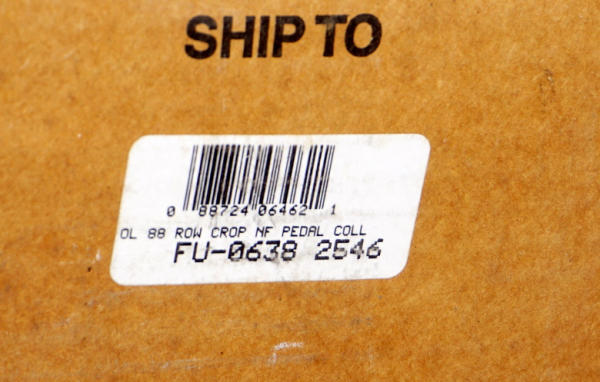 SHIP TO
0 88724 06462 1
OL 88 ROW CROP NF PEDAL COLL
FU-0638 2546